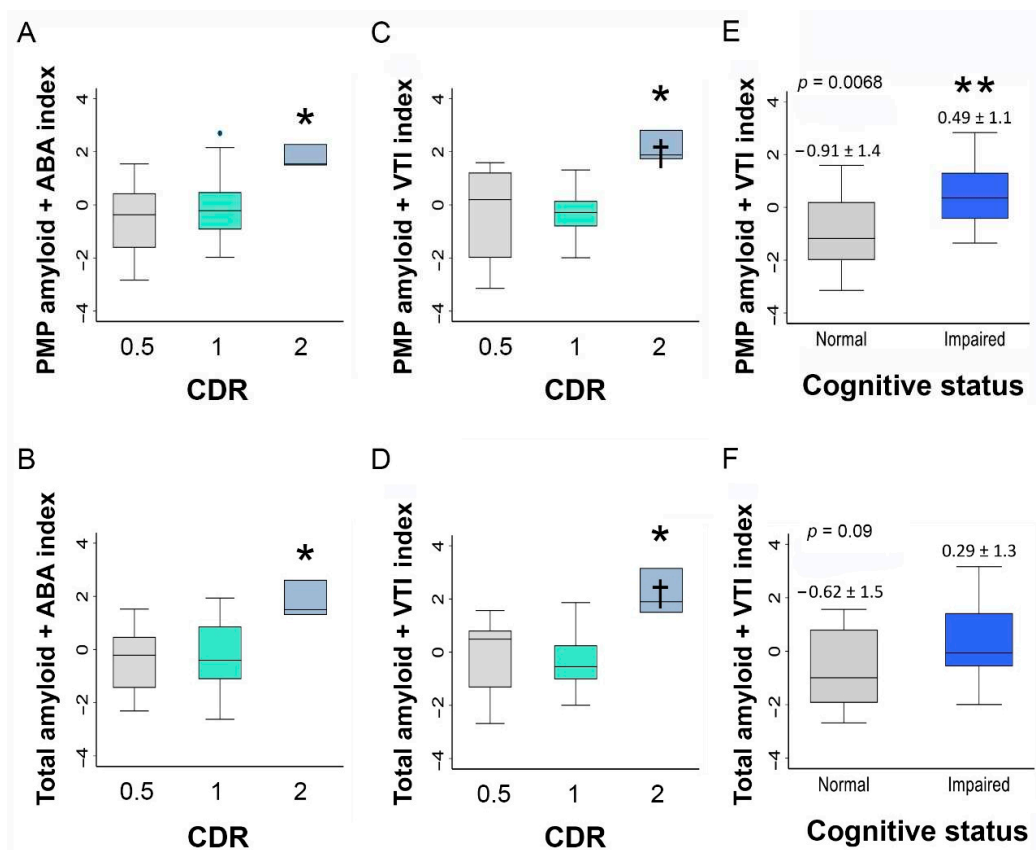 A
PMP amyloid + ABA index
4
2
0
−2
−4
*
0.5 1 2
CDR
C
PMP amyloid + VTI index
4
2
0
−2
−4
*
†
0.5 1 2
CDR
E
PMP amyloid + VTI index
4
2
0
−2
−4
p = 0.0068
**
0.49 ± 1.1
−0.91 ± 1.4
Normal Impaired
Cognitive status
B
Total amyloid + ABA index
4
2
0
−2
−4
*
0.5 1 2
CDR
D
Total amyloid + VTI index
4
2
0
−2
−4
*
†
0.5 1 2
CDR
F
Total amyloid + VTI index
4
2
0
−2
−4
p = 0.09
0.29 ± 1.3
−0.62 ± 1.5
Normal Impaired
Cognitive status